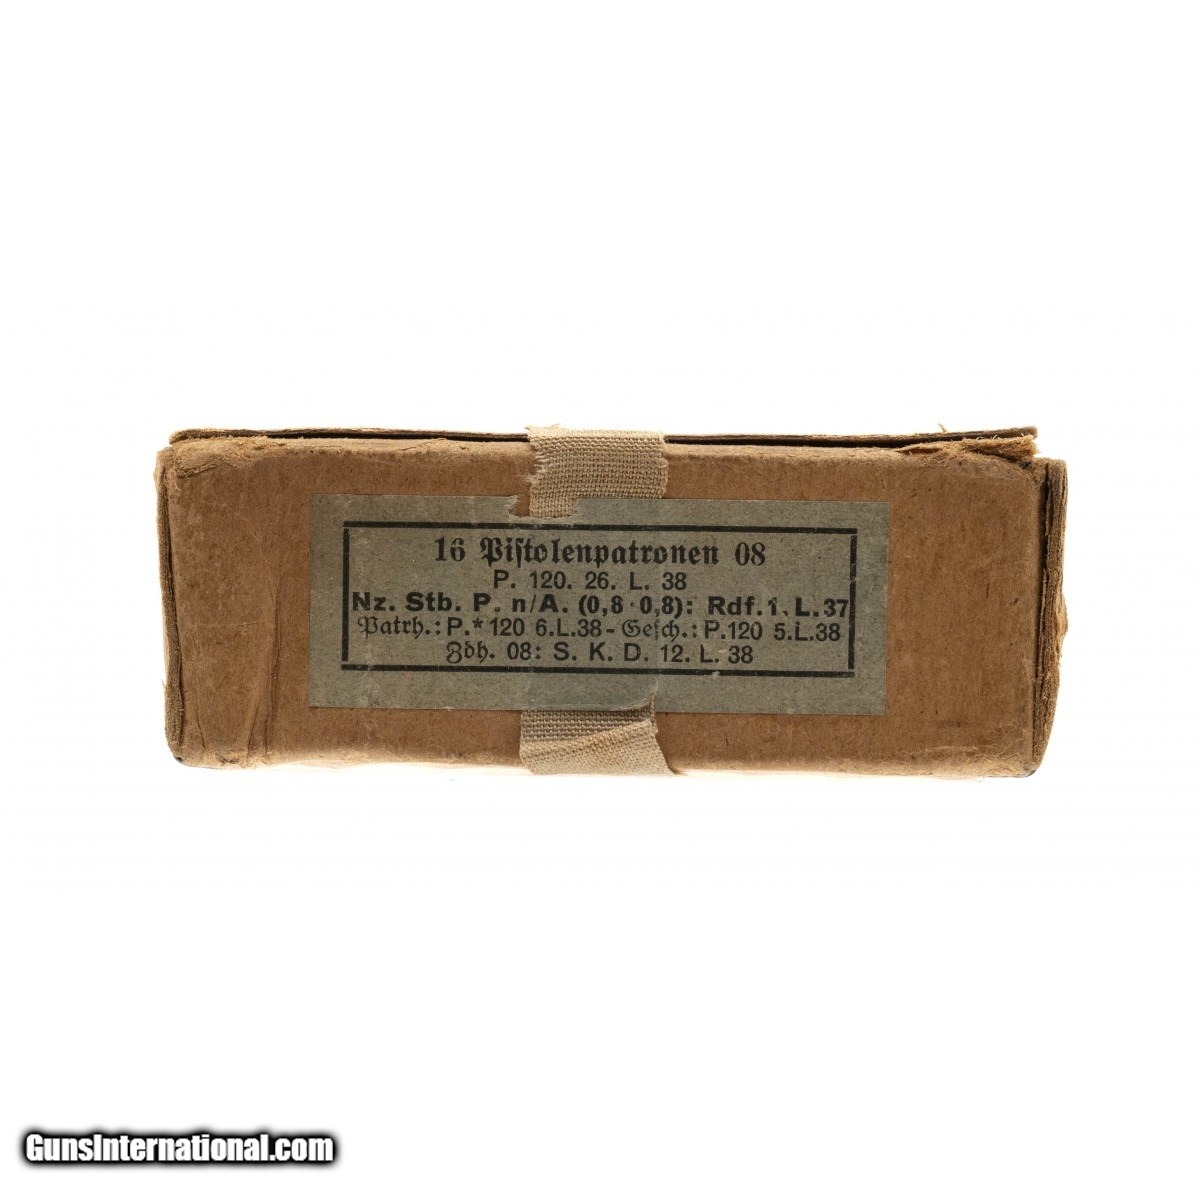 16 Pistolenpatronen 08
P. 120. 26. L. 38
Nz. Stb. P. n/A. (0,8·0,8): Rdf. 1. L. 37
Patrh.: P.* 120 6.L.38 - Gesch.: P.120 5.L.38
Zdh. 08: S. K. D. 12. L. 38
GunsInternational.com